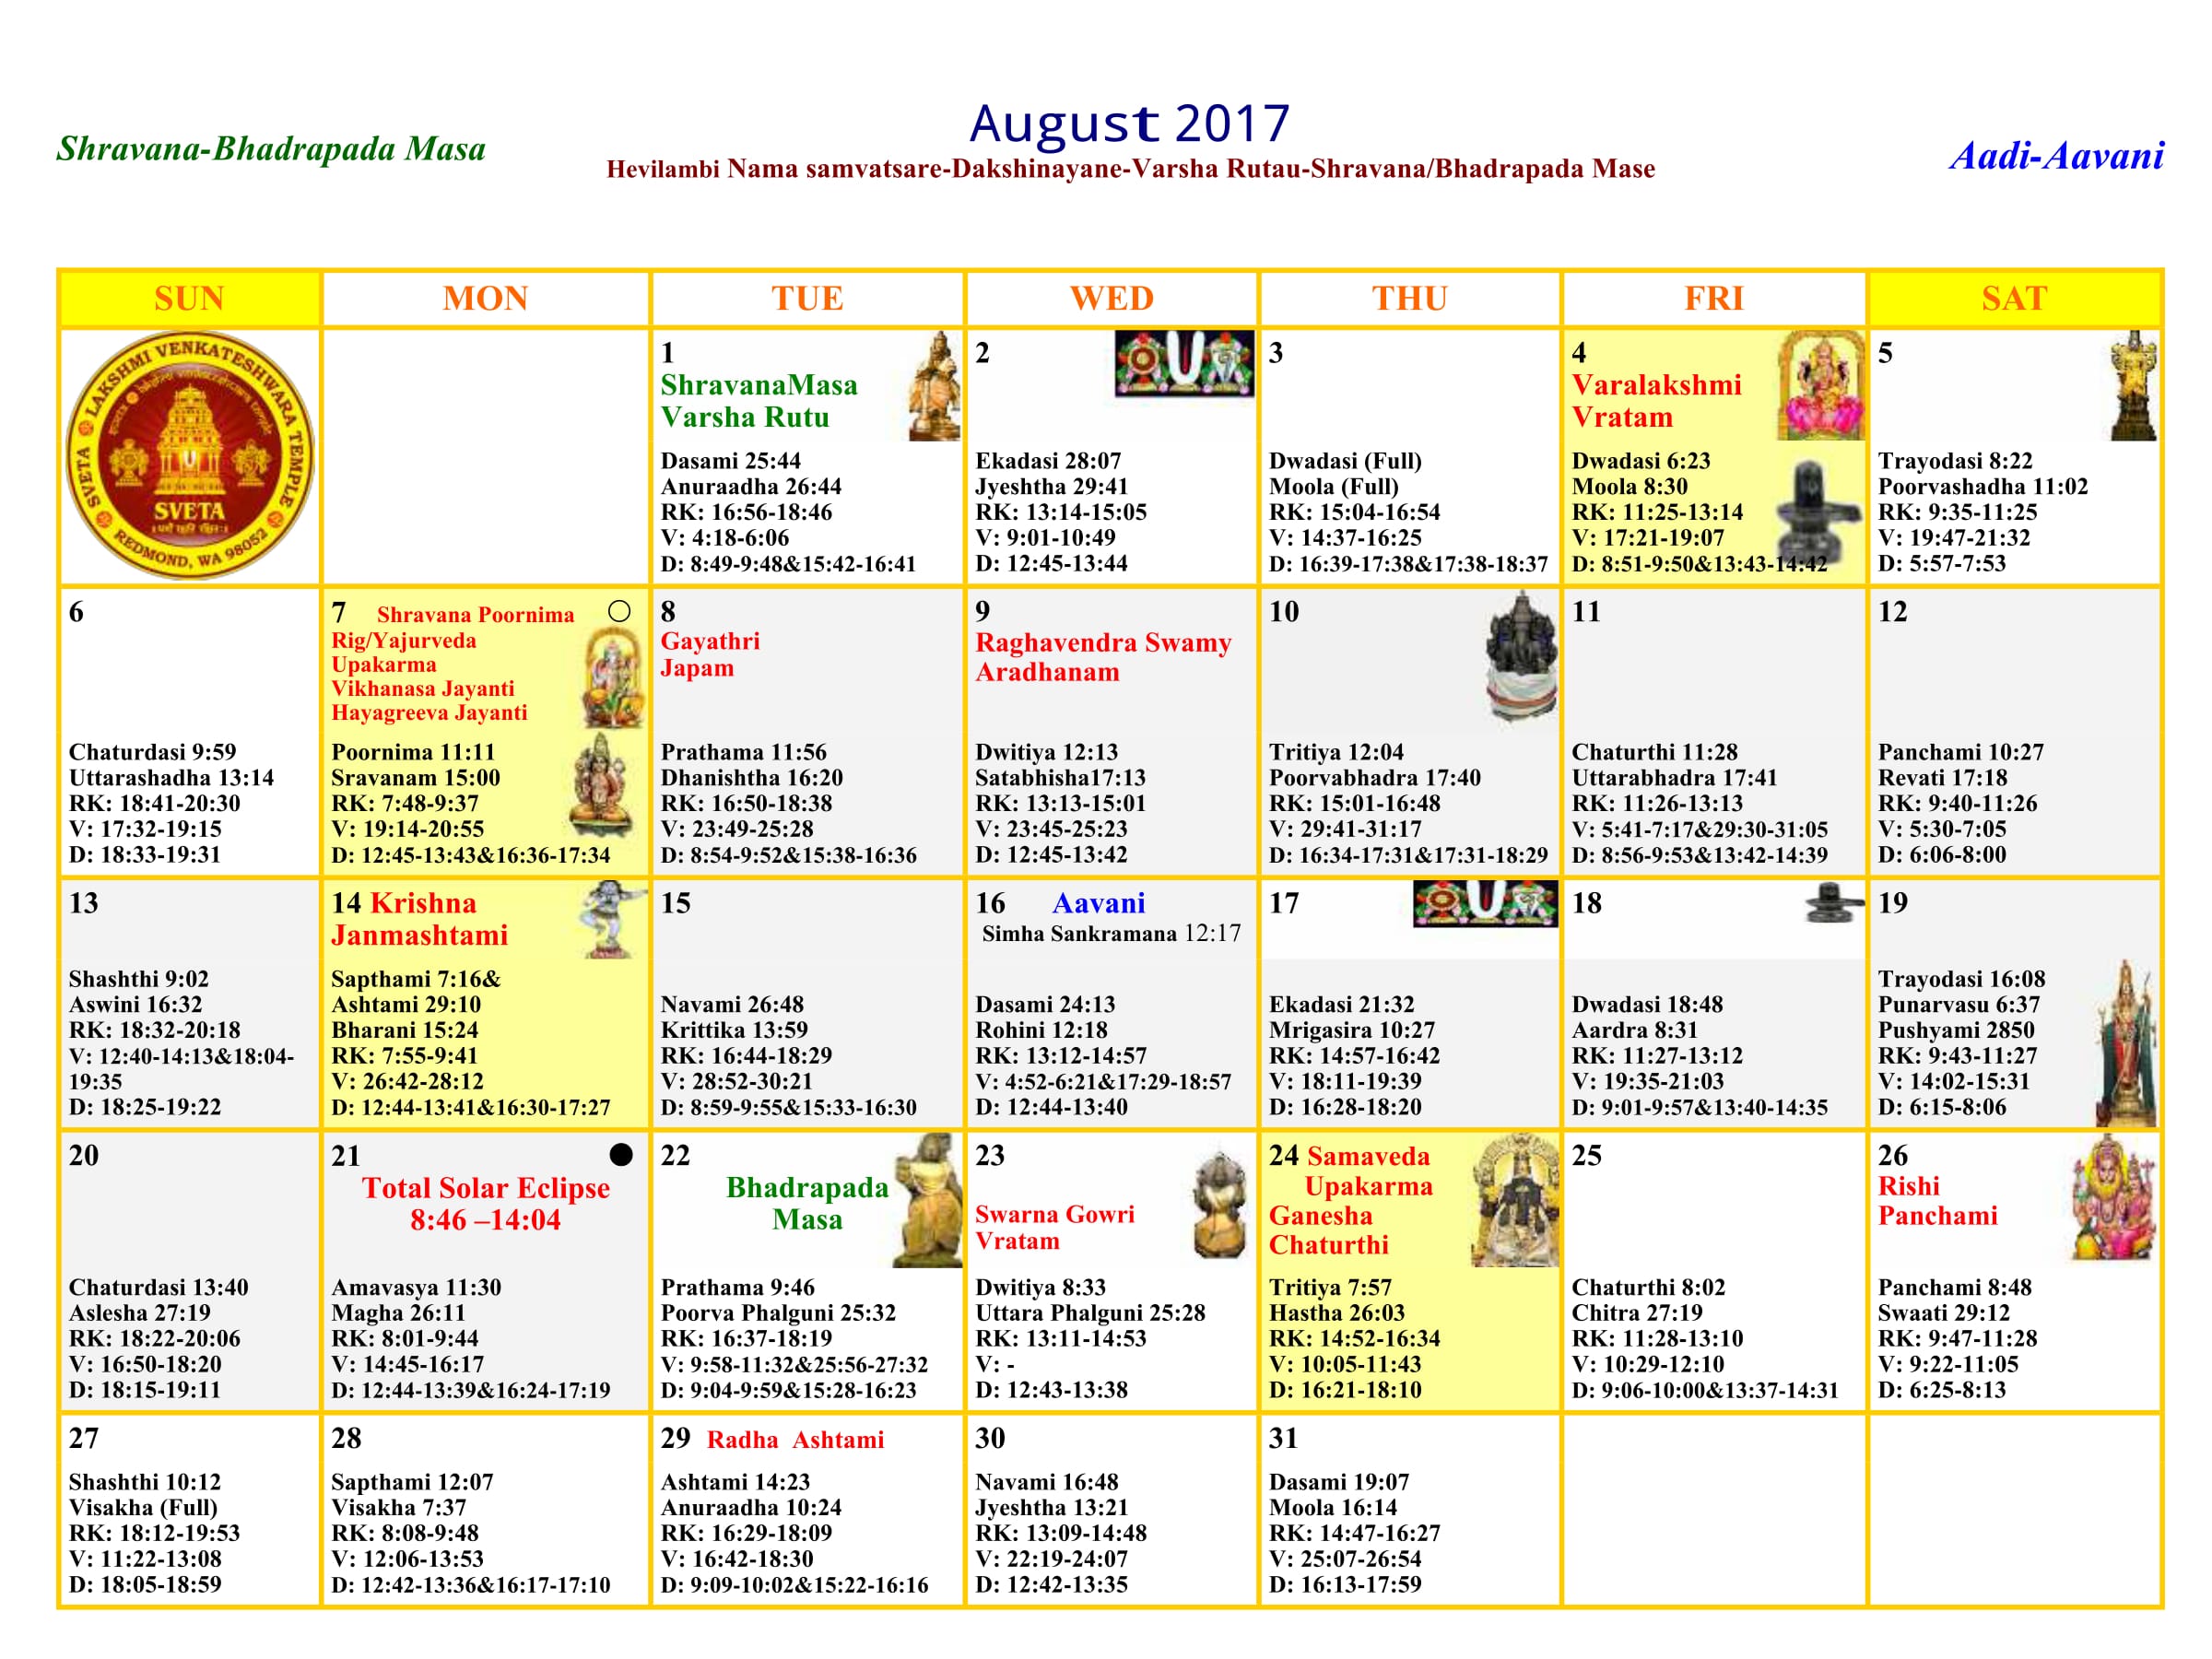 August 2017
Shravana-Bhadrapada Masa
Hevilambi Nama samvatsare-Dakshinayane-Varsha Rutau-Shravana/Bhadrapada Mase
Aadi-Aavani
SUN MON TUE WED THU FRI SAT
SVETA LAKSHMI VENKATESHWARA TEMPLE
SVETA
REDMOND, WA 98052
1
ShravanaMasa
Varsha Rutu
Dasami 25:44
Anuraadha 26:44
RK: 16:56-18:46
V: 4:18-6:06
D: 8:49-9:48&15:42-16:41
2
Ekadasi 28:07
Jyeshtha 29:41
RK: 13:14-15:05
V: 9:01-10:49
D: 12:45-13:44
3
Dwadasi (Full)
Moola (Full)
RK: 15:04-16:54
V: 14:37-16:25
D: 16:39-17:38&17:38-18:37
4
Varalakshmi
Vratam
Dwadasi 6:23
Moola 8:30
RK: 11:25-13:14
V: 17:21-19:07
D: 8:51-9:50&13:43-14:42
5
Trayodasi 8:22
Poorvashadha 11:02
RK: 9:35-11:25
V: 19:47-21:32
D: 5:57-7:53
6
Chaturdasi 9:59
Uttarashadha 13:14
RK: 18:41-20:30
V: 17:32-19:15
D: 18:33-19:31
7 Shravana Poornima
Rig/Yajurveda
Upakarma
Vikhanasa Jayanti
Hayagreeva Jayanti
Poornima 11:11
Sravanam 15:00
RK: 7:48-9:37
V: 19:14-20:55
D: 12:45-13:43&16:36-17:34
8
Gayathri
Japam
Prathama 11:56
Dhanishtha 16:20
RK: 16:50-18:38
V: 23:49-25:28
D: 8:54-9:52&15:38-16:36
9
Raghavendra Swamy
Aradhanam
Dwitiya 12:13
Satabhisha17:13
RK: 13:13-15:01
V: 23:45-25:23
D: 12:45-13:42
10
Tritiya 12:04
Poorvabhadra 17:40
RK: 15:01-16:48
V: 29:41-31:17
D: 16:34-17:31&17:31-18:29
11
Chaturthi 11:28
Uttarabhadra 17:41
RK: 11:26-13:13
V: 5:41-7:17&29:30-31:05
D: 8:56-9:53&13:42-14:39
12
Panchami 10:27
Revati 17:18
RK: 9:40-11:26
V: 5:30-7:05
D: 6:06-8:00
13
Shashthi 9:02
Aswini 16:32
RK: 18:32-20:18
V: 12:40-14:13&18:04-
19:35
D: 18:25-19:22
14 Krishna
Janmashtami
Sapthami 7:16&
Ashtami 29:10
Bharani 15:24
RK: 7:55-9:41
V: 26:42-28:12
D: 12:44-13:41&16:30-17:27
15
Navami 26:48
Krittika 13:59
RK: 16:44-18:29
V: 28:52-30:21
D: 8:59-9:55&15:33-16:30
16 Aavani
Simha Sankramana 12:17
Dasami 24:13
Rohini 12:18
RK: 13:12-14:57
V: 4:52-6:21&17:29-18:57
D: 12:44-13:40
17
Ekadasi 21:32
Mrigasira 10:27
RK: 14:57-16:42
V: 18:11-19:39
D: 16:28-18:20
18
Dwadasi 18:48
Aardra 8:31
RK: 11:27-13:12
V: 19:35-21:03
D: 9:01-9:57&13:40-14:35
19
Trayodasi 16:08
Punarvasu 6:37
Pushyami 2850
RK: 9:43-11:27
V: 14:02-15:31
D: 6:15-8:06
20
Chaturdasi 13:40
Aslesha 27:19
RK: 18:22-20:06
V: 16:50-18:20
D: 18:15-19:11
21
Total Solar Eclipse
8:46 –14:04
Amavasya 11:30
Magha 26:11
RK: 8:01-9:44
V: 14:45-16:17
D: 12:44-13:39&16:24-17:19
22
Bhadrapada
Masa
Prathama 9:46
Poorva Phalguni 25:32
RK: 16:37-18:19
V: 9:58-11:32&25:56-27:32
D: 9:04-9:59&15:28-16:23
23
Swarna Gowri
Vratam
Dwitiya 8:33
Uttara Phalguni 25:28
RK: 13:11-14:53
V: -
D: 12:43-13:38
24 Samaveda
Upakarma
Ganesha
Chaturthi
Tritiya 7:57
Hastha 26:03
RK: 14:52-16:34
V: 10:05-11:43
D: 16:21-18:10
25
Chaturthi 8:02
Chitra 27:19
RK: 11:28-13:10
V: 10:29-12:10
D: 9:06-10:00&13:37-14:31
26
Rishi
Panchami
Panchami 8:48
Swaati 29:12
RK: 9:47-11:28
V: 9:22-11:05
D: 6:25-8:13
27
Shashthi 10:12
Visakha (Full)
RK: 18:12-19:53
V: 11:22-13:08
D: 18:05-18:59
28
Sapthami 12:07
Visakha 7:37
RK: 8:08-9:48
V: 12:06-13:53
D: 12:42-13:36&16:17-17:10
29 Radha Ashtami
Ashtami 14:23
Anuraadha 10:24
RK: 16:29-18:09
V: 16:42-18:30
D: 9:09-10:02&15:22-16:16
30
Navami 16:48
Jyeshtha 13:21
RK: 13:09-14:48
V: 22:19-24:07
D: 12:42-13:35
31
Dasami 19:07
Moola 16:14
RK: 14:47-16:27
V: 25:07-26:54
D: 16:13-17:59